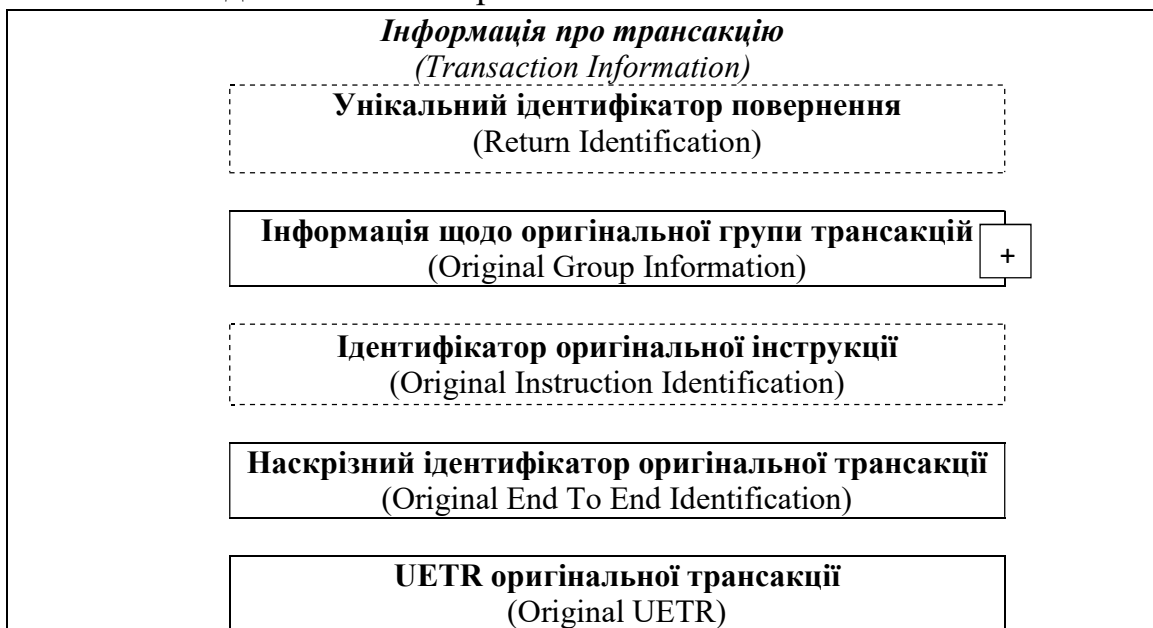 Інформація про трансакцію
(Transaction Information)
Унікальний ідентифікатор повернення
(Return Identification)
Інформація щодо оригінальної групи трансакцій
+
(Original Group Information)
Ідентифікатор оригінальної інструкції
(Original Instruction Identification)
Наскрізний ідентифікатор оригінальної трансакції
(Original End To End Identification)
UETR оригінальної трансакції
(Original UETR)